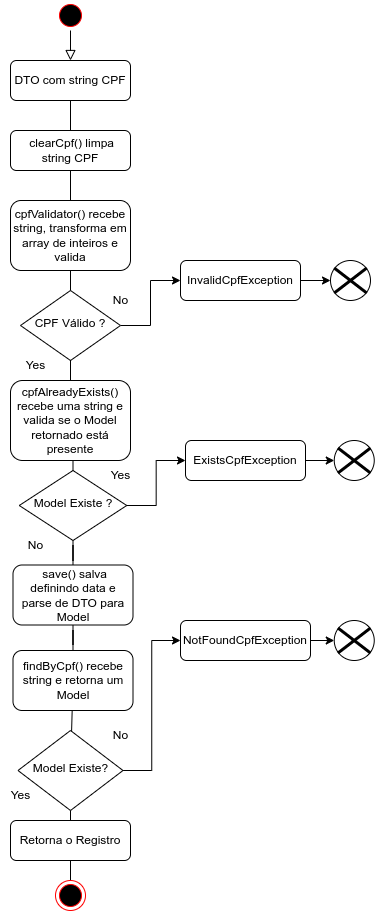 DTO com string CPF
clearCpf() limpa
string CPF
cpfValidator() recebe
string, transforma em
array de inteiros e
valida
No
InvalidCpfException
CPF Válido ?
Yes
cpfAlreadyExists()
recebe uma string e
valida se o Model
retornado está
presente
Yes
ExistsCpfException
Model Existe ?
No
save() salva
definindo data e
parse de DTO para
Model
NotFoundCpfException
findByCpf() recebe
string e retorna um
Model
No
Model Existe?
Yes
Retorna o Registro